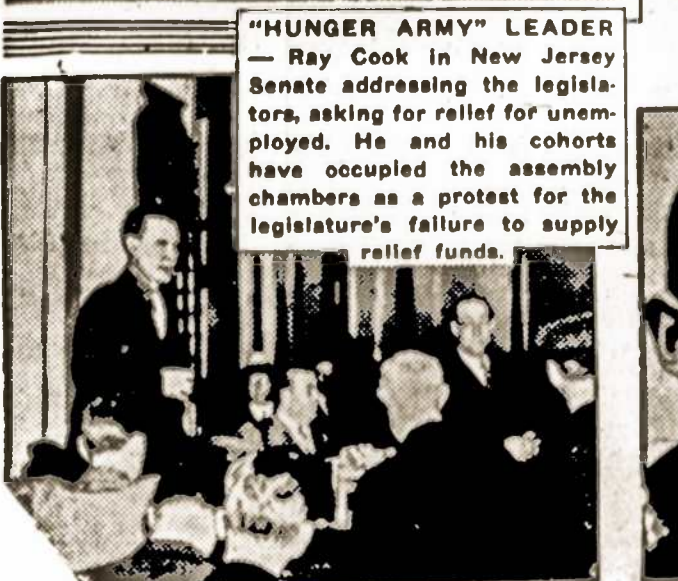 "HUNGER ARMY" LEADER
— Ray Cook in New Jersey
Senate addressing the legisla-
tors, asking for relief for unem-
ployed. He and his cohorts
have occupied the assembly
chambers as a protest for the
legislature's failure to supply
relief funds.